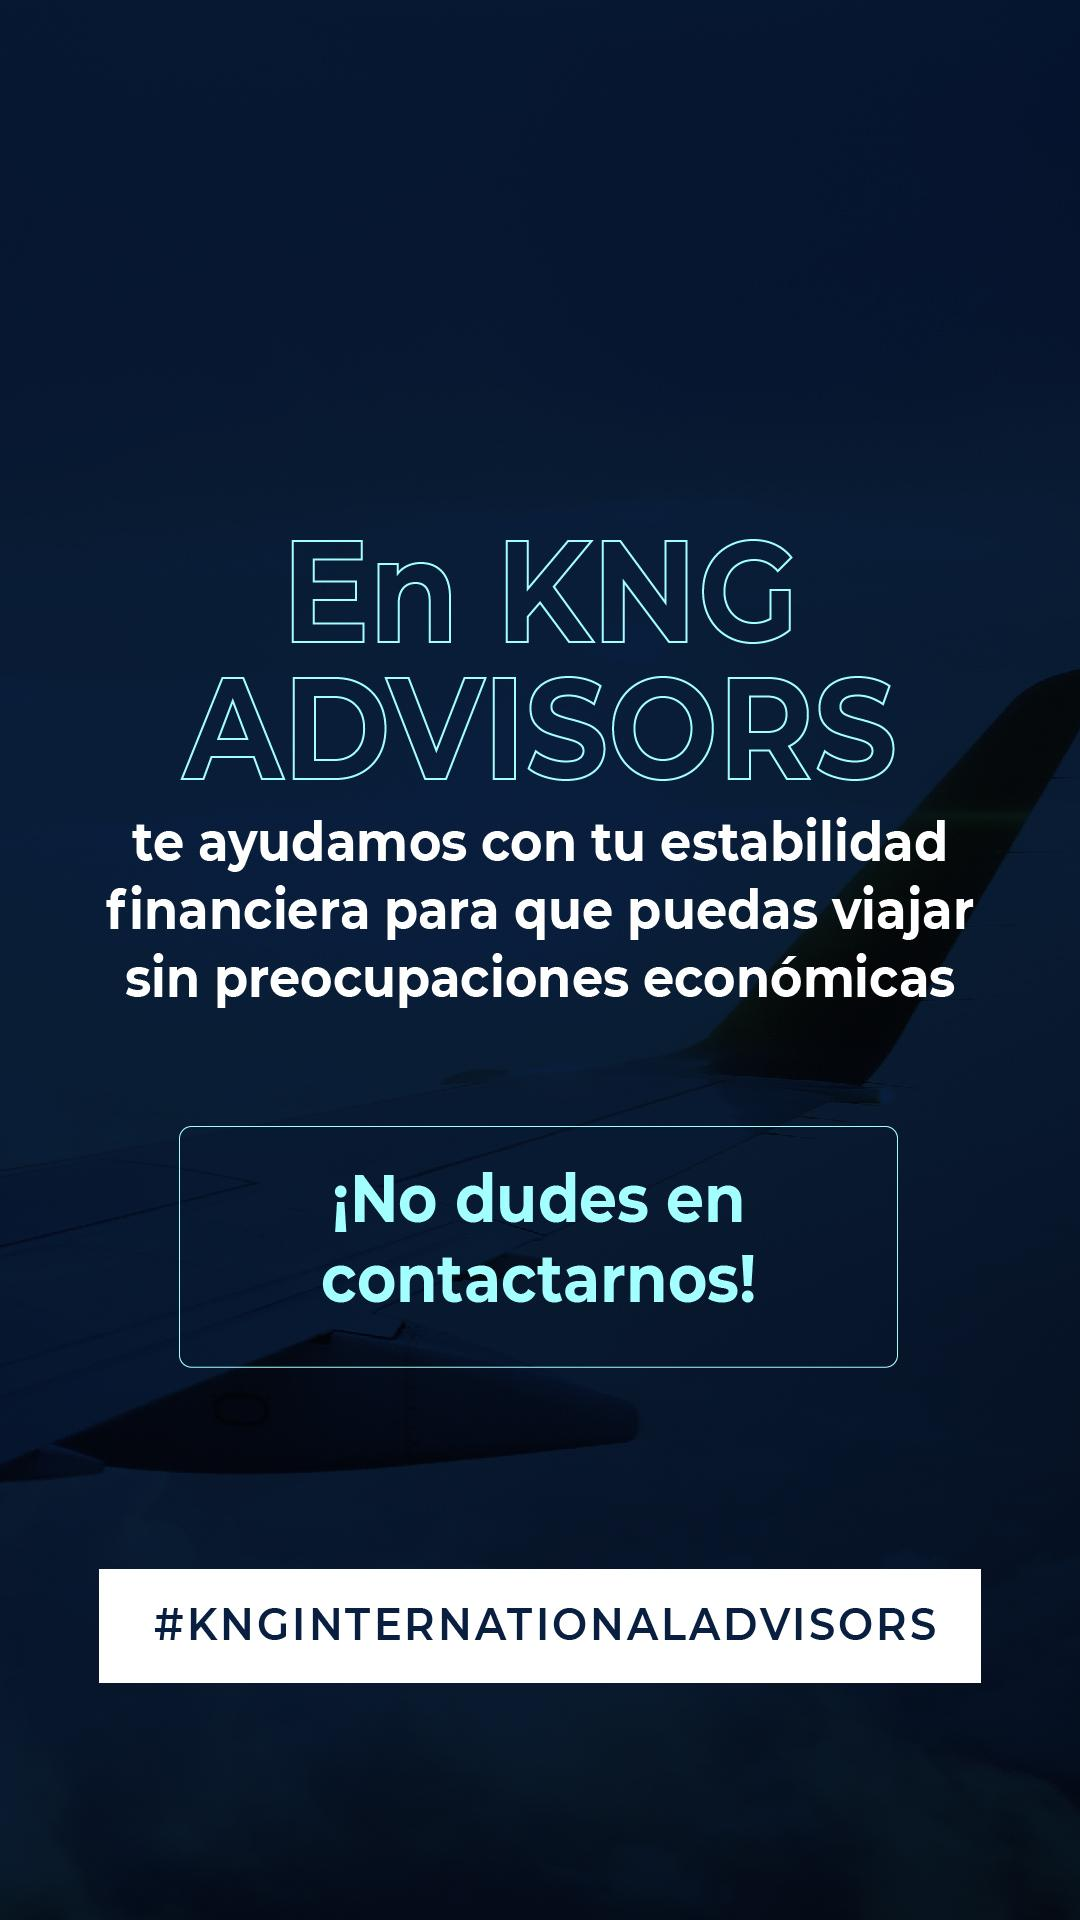 En KNG
ADVISORS
te ayudamos con tu estabilidad
financiera para que puedas viajar
sin preocupaciones económicas
¡No dudes en
contactarnos!
#KNGINTERNATIONALADVISORS